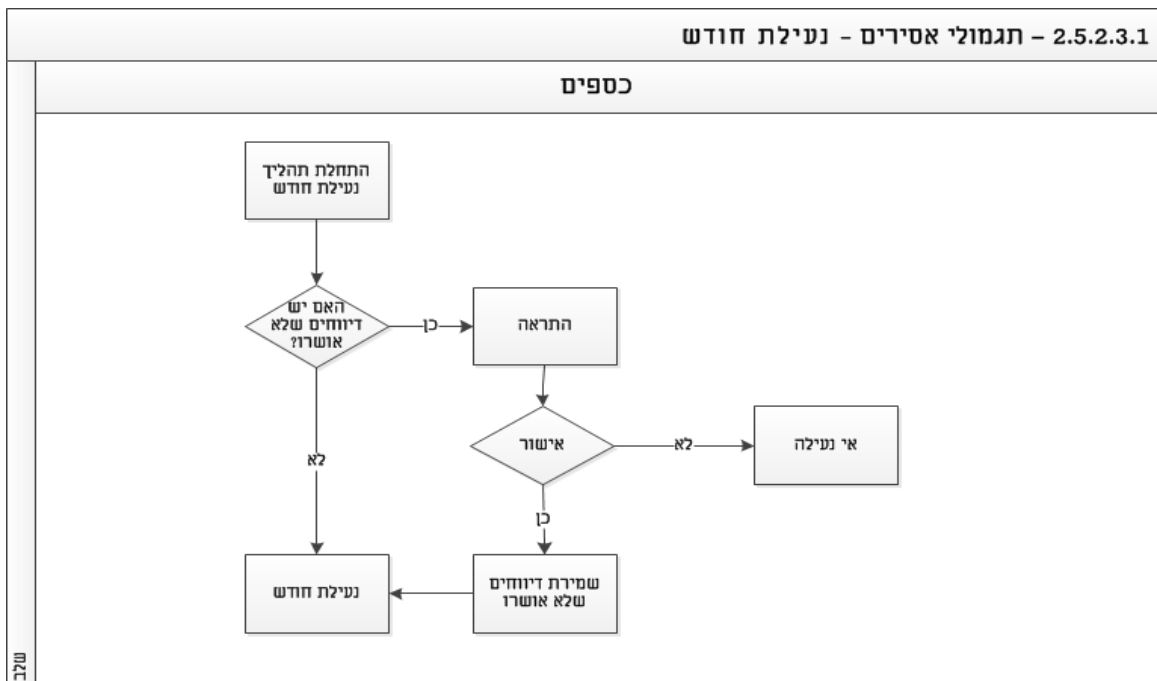 2.5.2.3.1 – תגמולי אסירים - נעילת חודש
כספים
התחלת תהליך
נעילת חודש
האם יש
דיווחים שלא
אושרו?
כן
התראה
אישור
לא
אי נעילה
לא
כן
שמירת דיווחים
שלא אושרו
נעילת חודש
שלב